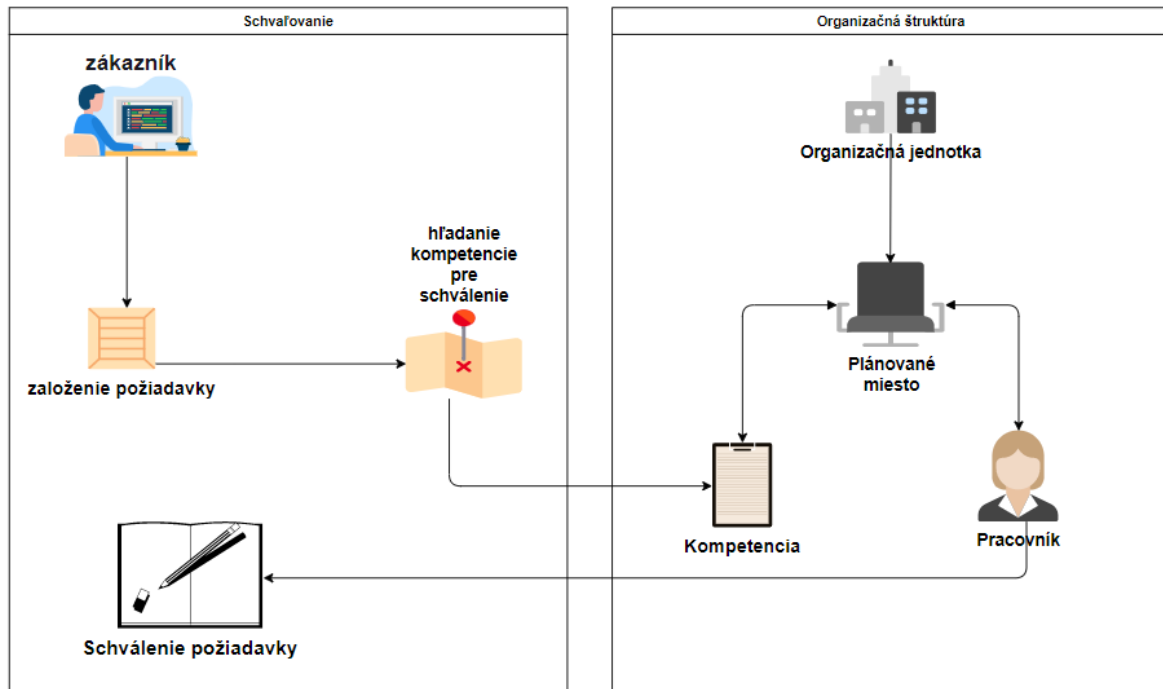 Schvaľovanie
zákazník
hľadanie
kompetencie
pre
schválenie
založenie požiadavky
Schválenie požiadavky
Organizačná štruktúra
Organizačná jednotka
Plánované
miesto
Kompetencia
Pracovník